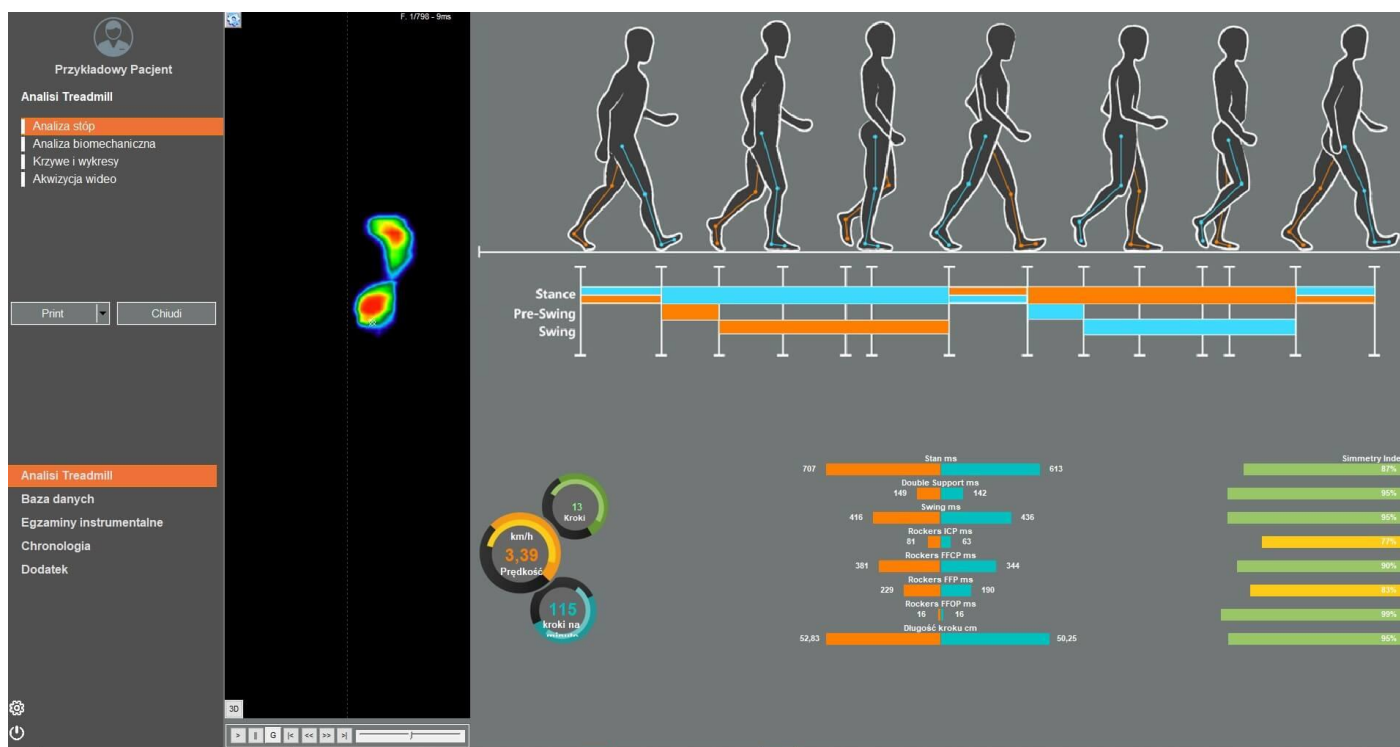 Przykładowy Pacjent
Analisi Treadmill
Analiza stóp
Analiza biomechaniczna
Krzywe i wykresy
Akwizycja wideo
Print
Chiudi
Analisi Treadmill
Baza danych
Egzaminy instrumentalne
Chronologia
Dodatek
F. 1/798 - 9ms
3D
> || G |< << >> >|
Stance
Pre-Swing
Swing
13
Kroki
km/h
3,39
Prędkość
115
kroki na
Stan ms
707 613
Double Support ms
149 142
Swing ms
416 436
Rockers ICP ms
81 63
Rockers FFCP ms
381 344
Rockers FFP ms
229 190
Rockers FFOP ms
16 16
Długość kroku cm
52,83 50,25
Simmetry Inde
87%
95%
95%
77%
90%
83%
99%
95%